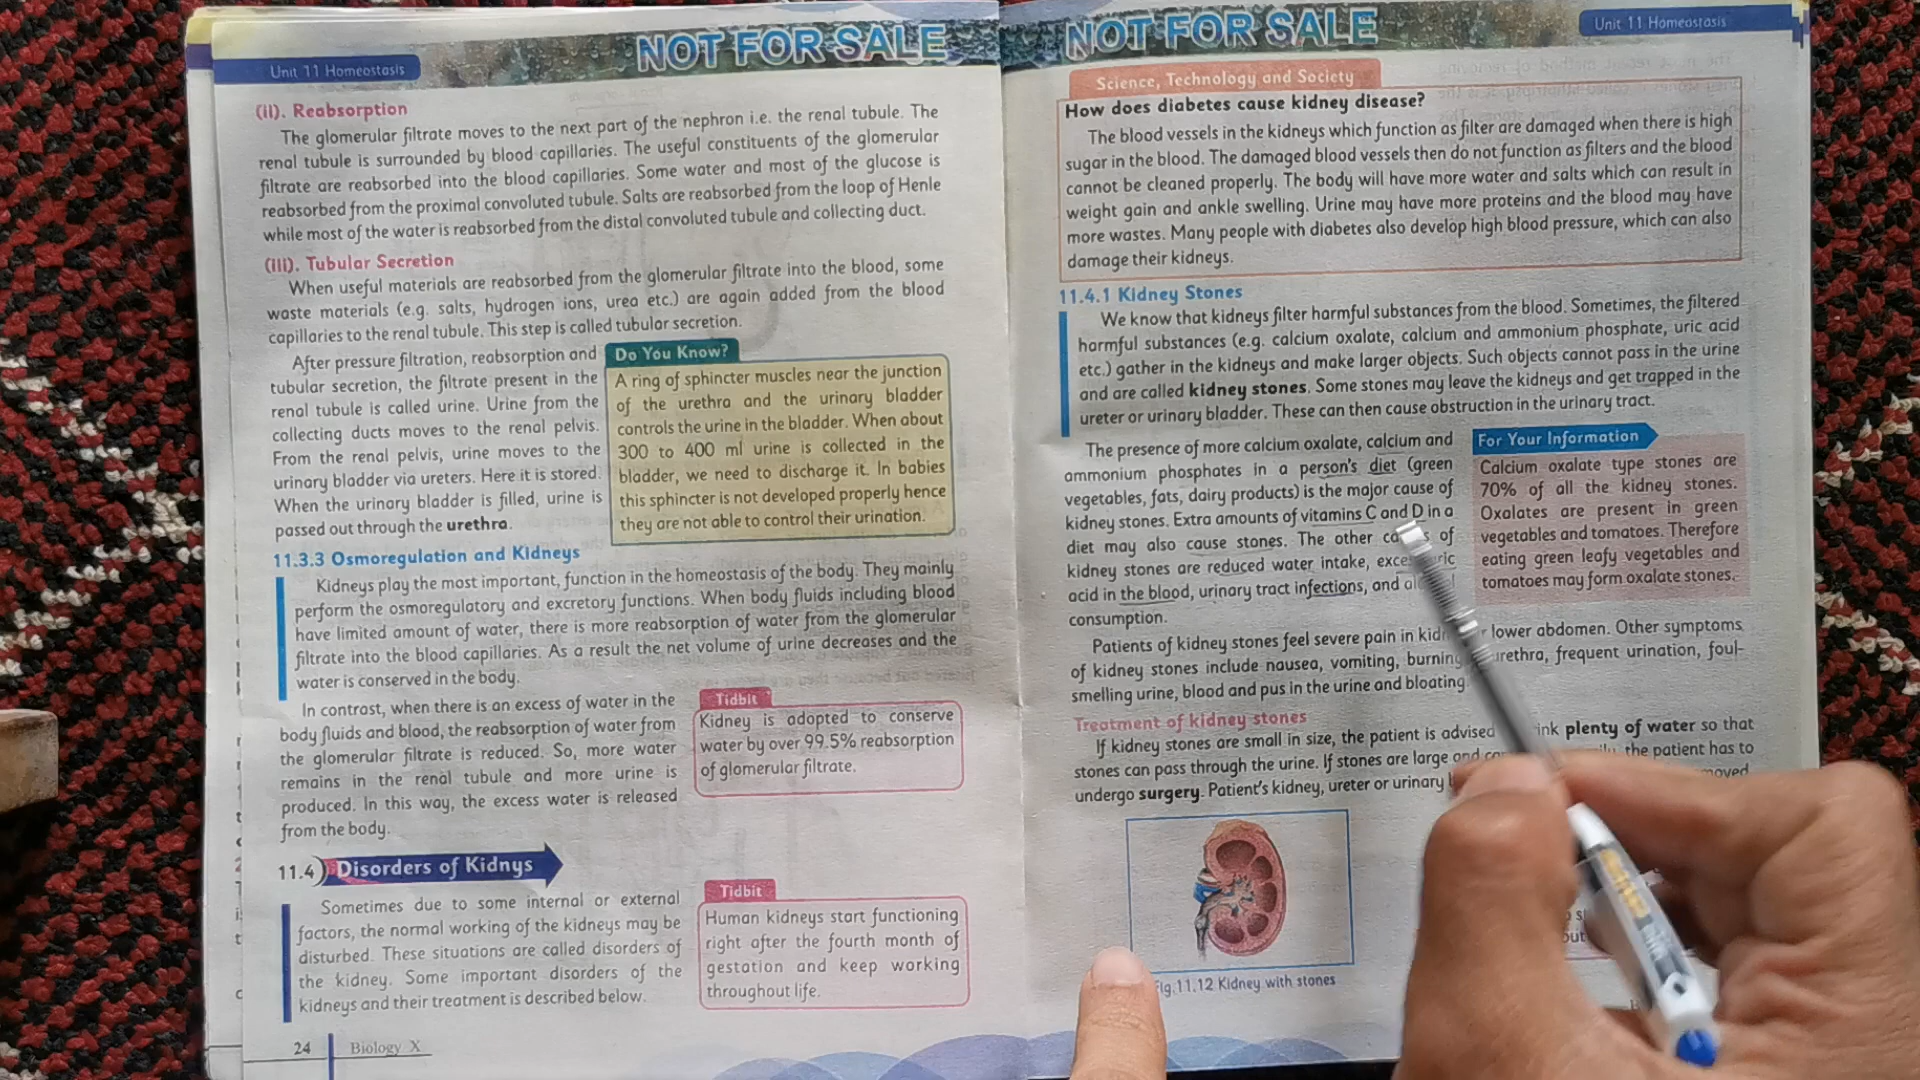 NOT FOR SALE
Unit 11 Homeostasis
(ii). Reabsorption
The glomerular filtrate moves to the next part of the nephron i.e. the renal tubule. The
renal tubule is surrounded by blood capillaries. The useful constituents of the glomerular
filtrate are reabsorbed into the blood capillaries. Some water and most of the glucose is
reabsorbed from the proximal convoluted tubule. Salts are reabsorbed from the loop of Henle
while most of the water is reabsorbed from the distal convoluted tubule and collecting duct.
(iii). Tubular Secretion
When useful materials are reabsorbed from the glomerular filtrate into the blood, some
waste materials (e.g. salts, hydrogen ions, urea etc.) are again added from the blood
capillaries to the renal tubule. This step is called tubular secretion.
After pressure filtration, reabsorption and
tubular secretion, the filtrate present in the
renal tubule is called urine. Urine from the
collecting ducts moves to the renal pelvis.
From the renal pelvis, urine moves to the
urinary bladder via ureters. Here it is stored.
When the urinary bladder is filled, urine is
passed out through the urethra.
Do You Know?
A ring of sphincter muscles near the junction
of the urethra and the urinary bladder
controls the urine in the bladder. When about
300 to 400 ml urine is collected in the
bladder, we need to discharge it. In babies
this sphincter is not developed properly hence
they are not able to control their urination.
11.3.3 Osmoregulation and Kidneys
Kidneys play the most important, function in the homeostasis of the body. They mainly
perform the osmoregulatory and excretory functions. When body fluids including blood
have limited amount of water, there is more reabsorption of water from the glomerular
filtrate into the blood capillaries. As a result the net volume of urine decreases and the
water is conserved in the body.
In contrast, when there is an excess of water in the
body fluids and blood, the reabsorption of water from
the glomerular filtrate is reduced. So, more water
remains in the renal tubule and more urine is
produced. In this way, the excess water is released
from the body.
Tidbit
Kidney is adopted to conserve
water by over 99.5% reabsorption
of glomerular filtrate.
11.4 Disorders of Kidnys
Sometimes due to some internal or external
factors, the normal working of the kidneys may be
disturbed. These situations are called disorders of
the kidney. Some important disorders of the
kidneys and their treatment is described below.
Tidbit
Human kidneys start functioning
right after the fourth month of
gestation and keep working
throughout life.
24 Biology X
NOT FOR SALE
Unit 11 Homeostasis
Science, Technology and Society
How does diabetes cause kidney disease?
The blood vessels in the kidneys which function as filter are damaged when there is high
sugar in the blood. The damaged blood vessels then do not function as filters and the blood
cannot be cleaned properly. The body will have more water and salts which can result in
weight gain and ankle swelling. Urine may have more proteins and the blood may have
more wastes. Many people with diabetes also develop high blood pressure, which can also
damage their kidneys.
11.4.1 Kidney Stones
We know that kidneys filter harmful substances from the blood. Sometimes, the filtered
harmful substances (e.g. calcium oxalate, calcium and ammonium phosphate, uric acid
etc.) gather in the kidneys and make larger objects. Such objects cannot pass in the urine
and are called kidney stones. Some stones may leave the kidneys and get trapped in the
ureter or urinary bladder. These can then cause obstruction in the urinary tract.
The presence of more calcium oxalate, calcium and
ammonium phosphates in a person's diet (green
vegetables, fats, dairy products) is the major cause of
kidney stones. Extra amounts of vitamins C and D in a
diet may also cause stones. The other of
kidney stones are reduced water intake,
acid in the blood, urinary tract infections, and
consumption.
For Your Information
Calcium oxalate type stones are
70% of all the kidney stones.
Oxalates are present in green
vegetables and tomatoes. Therefore
eating green leafy vegetables and
tomatoes may form oxalate stones.
Patients of kidney stones feel severe pain in lower abdomen. Other symptoms
of kidney stones include nausea, vomiting, burning urethra, frequent urination, foul-
smelling urine, blood and pus in the urine and bloating
Treatment of kidney stones
If kidney stones are small in size, the patient is advised plenty of water so that
stones can pass through the urine. If stones are large and the patient has to
undergo surgery. Patient's kidney, ureter or urinary
Fig.11.12 Kidney with stones